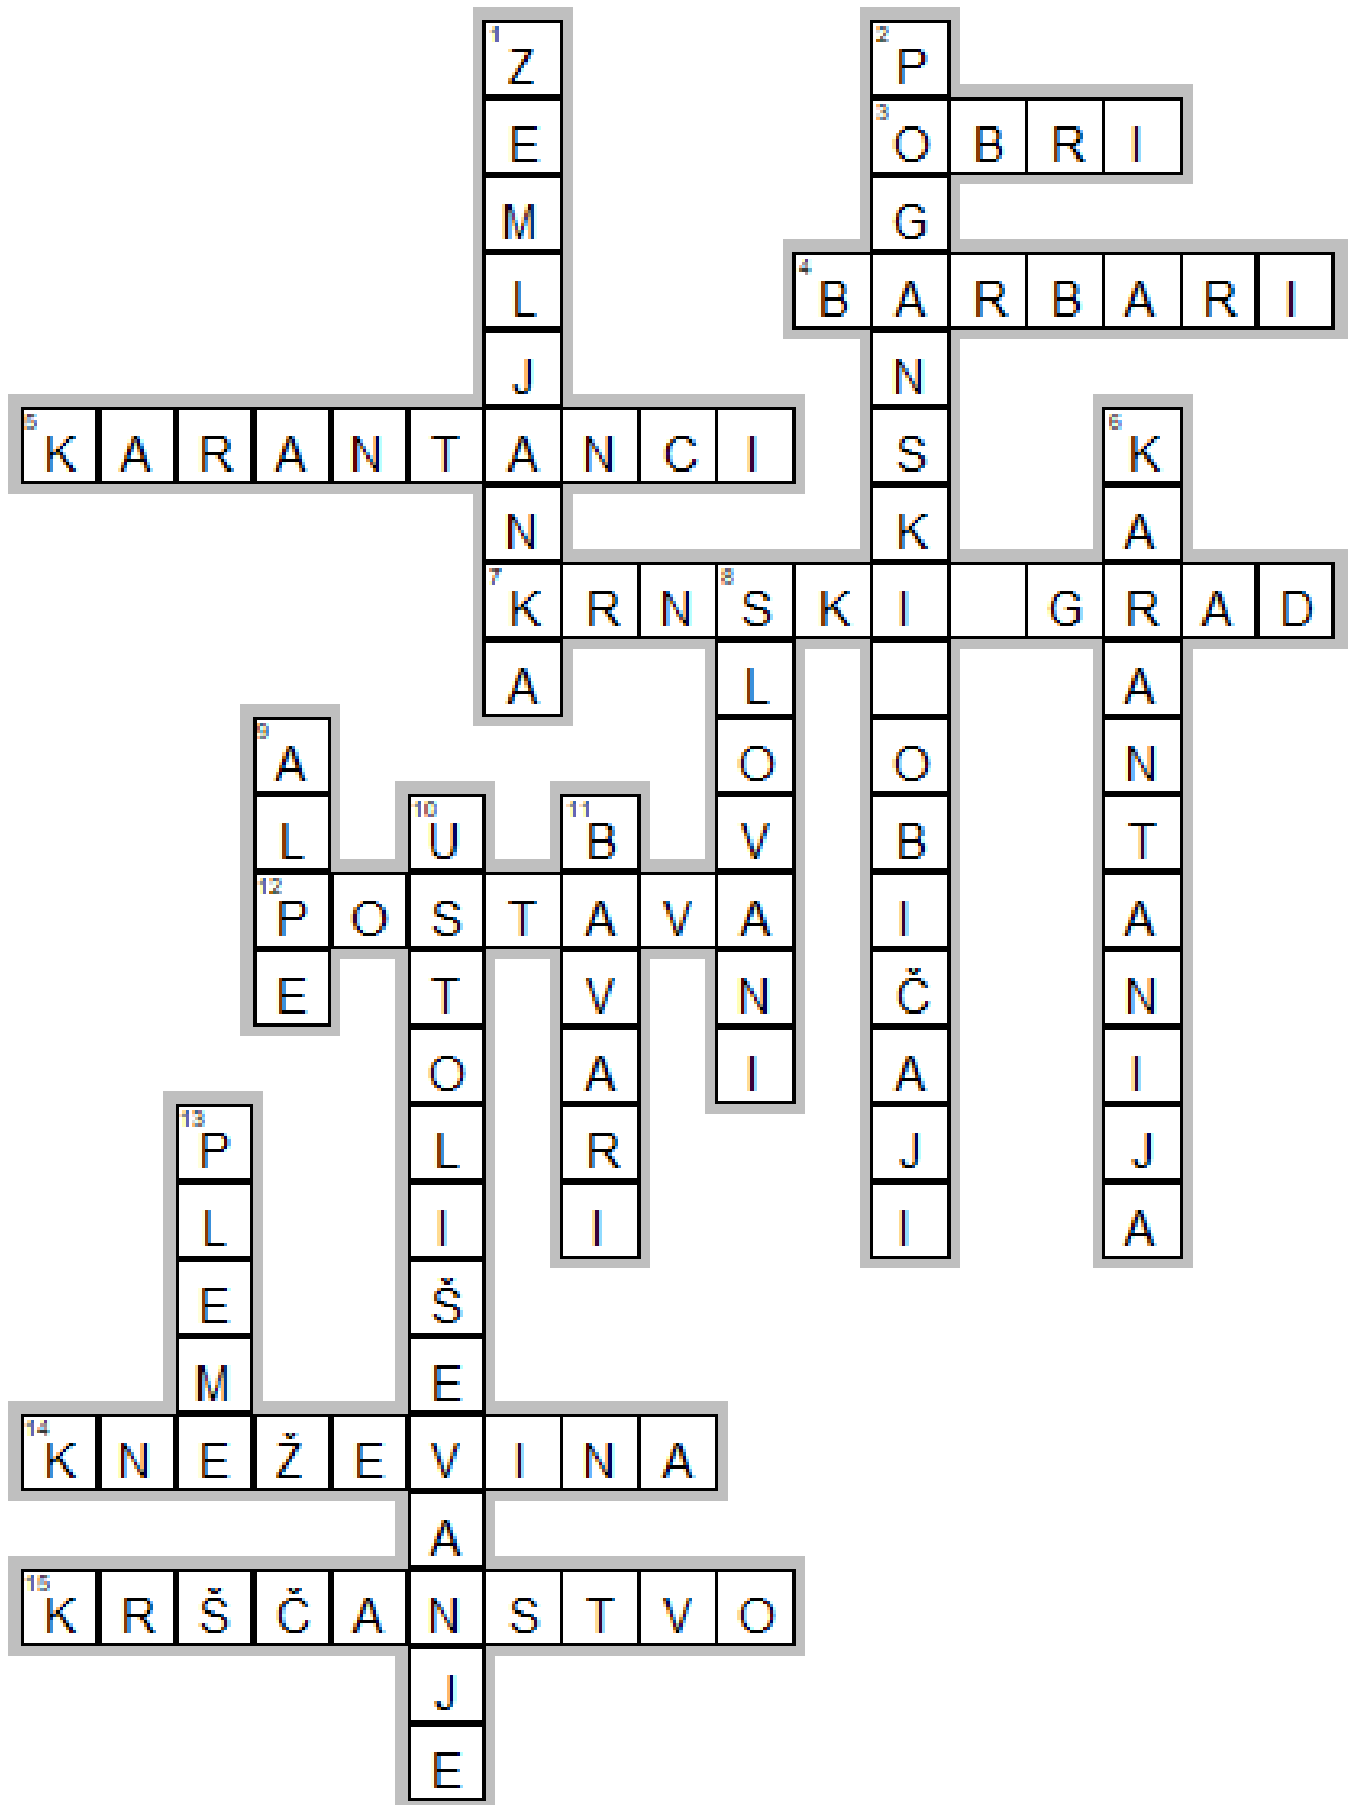 1 ZEMLJANKA
2 POGANSKI OBIČAJI
3 OBRI
4 BARBARI
5 KARANTANCI
6 KARANTANIJA
7 KRNSKI GRAD
8 SLOVANI
9 ALPE
10 USTOLIŠEVANJE
11 BAVARI
12 POSTAVA
13 PLEME
14 KNEŽEVINA
15 KRŠČANSTVO